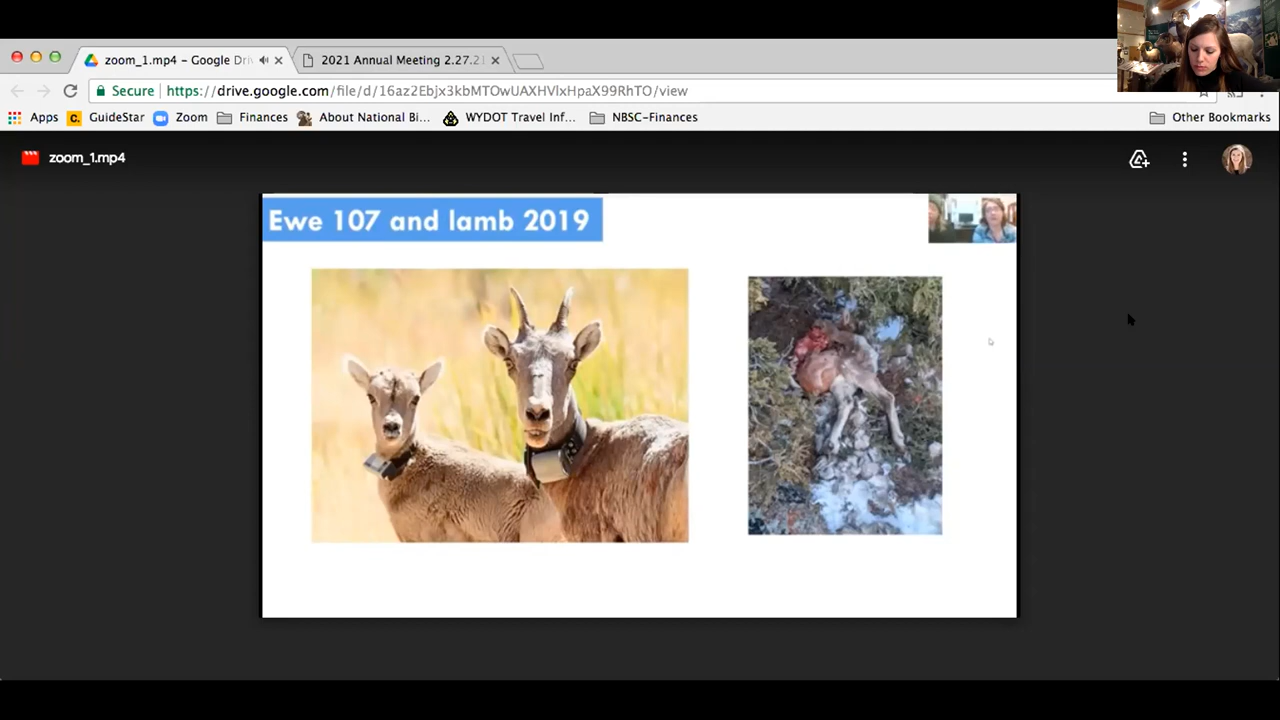 zoom_1.mp4 - Google Dri
2021 Annual Meeting 2.27.2
Secure
https://drive.google.com/file/d/16az2Ebjx3kbMTOwUAXHVlxHpaX99RhTO/view
Apps
GuideStar
Zoom
Finances
About National Bi...
WYDOT Travel Inf...
NBSC-Finances
Other Bookmarks
zoom_1.mp4
Ewe 107 and lamb 2019